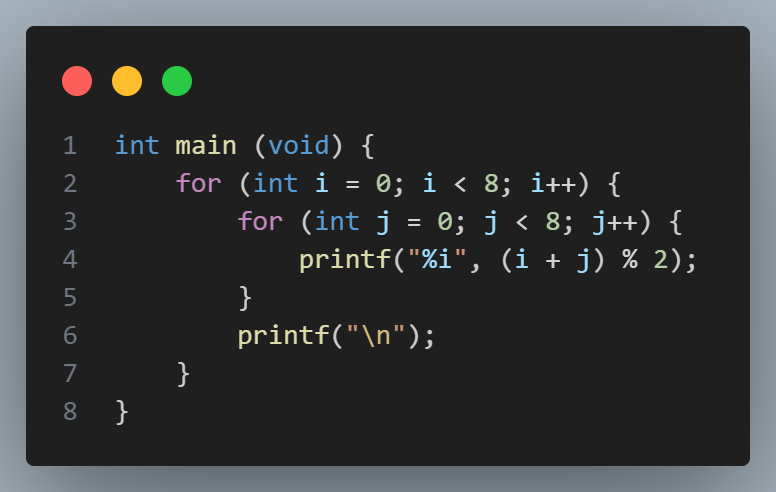 1 int main (void) {
2     for (int i = 0; i < 8; i++) {
3         for (int j = 0; j < 8; j++) {
4             printf("%i", (i + j) % 2);
5         }
6         printf("\n");
7     }
8 }